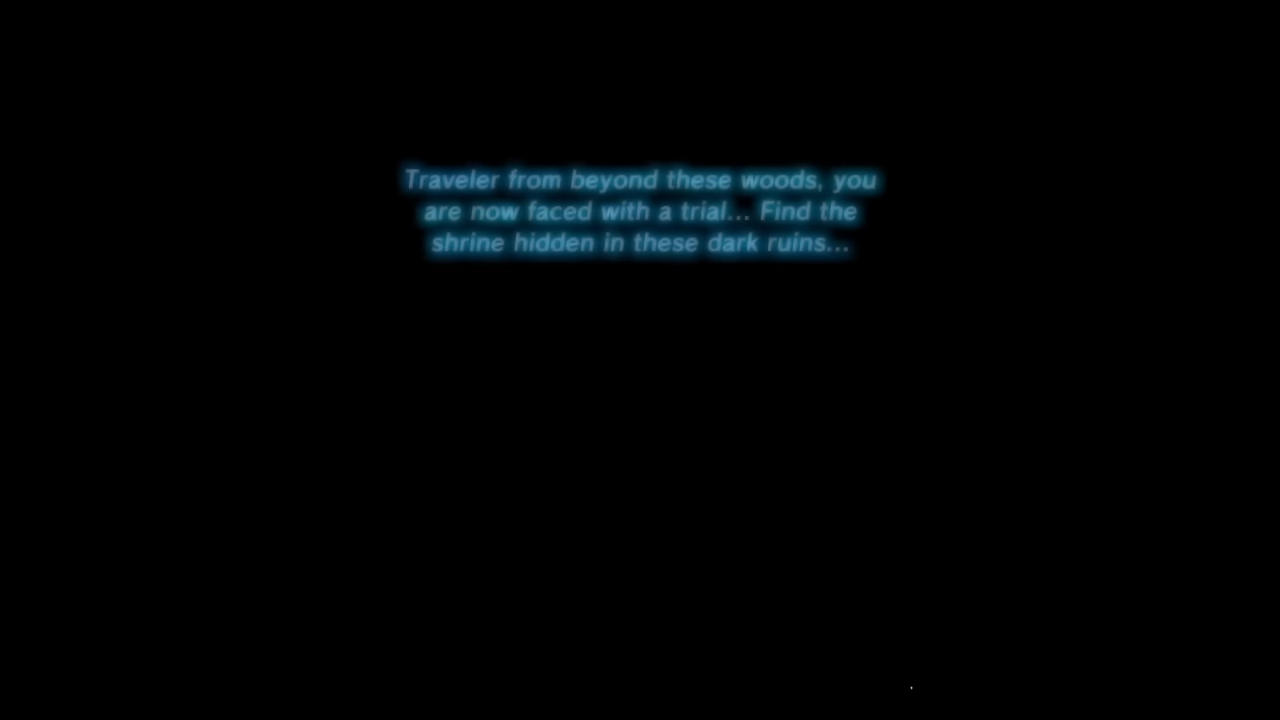 Traveler from beyond these woods, you
are now faced with a trial... Find the
shrine hidden in these dark ruins...